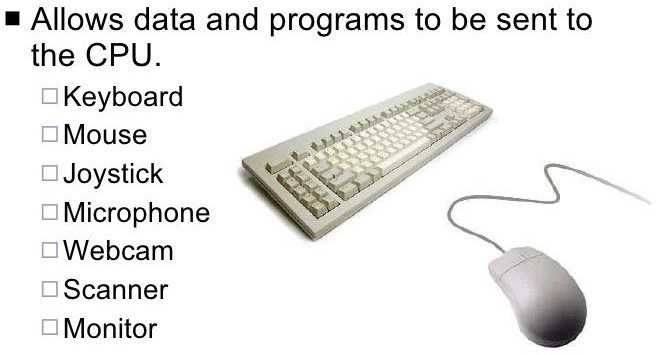 ■ Allows data and programs to be sent to
the CPU.
□ Keyboard
□ Mouse
□ Joystick
□ Microphone
□ Webcam
□ Scanner
□ Monitor